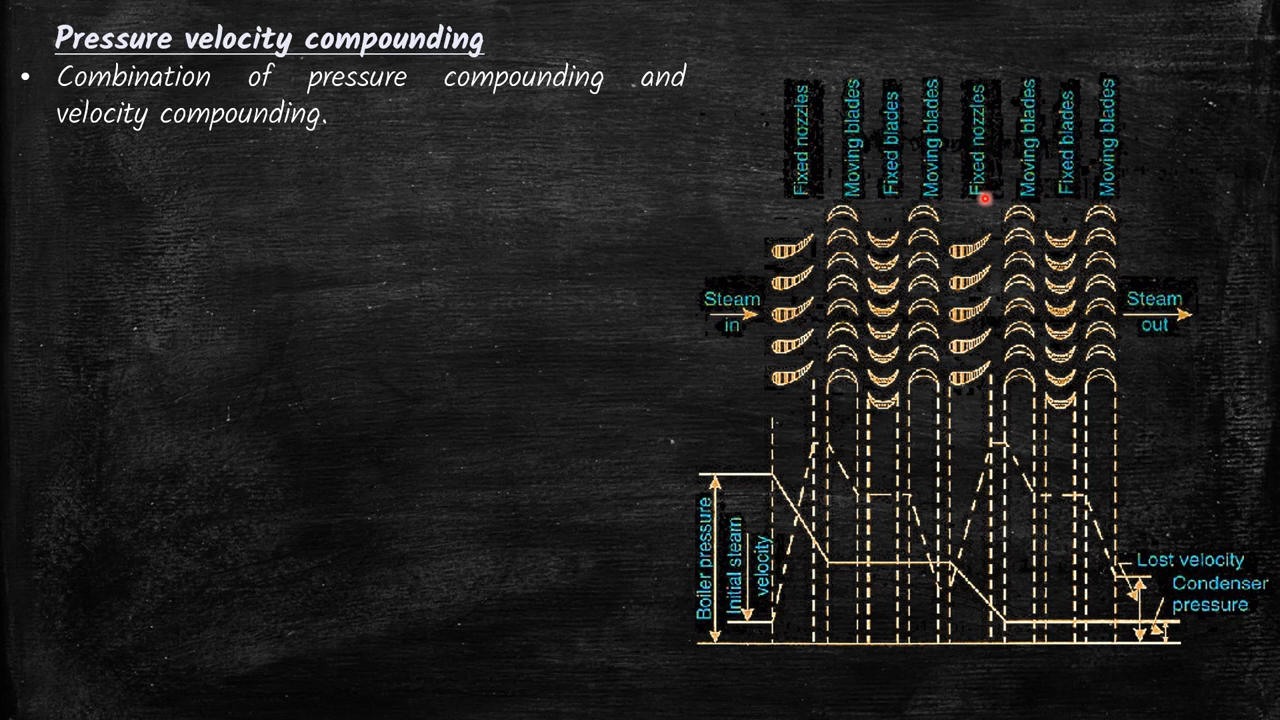 Pressure velocity compounding
• Combination of pressure compounding and
velocity compounding.
Fixed nozzles
Moving blades
Fixed blades
Moving blades
Fixed nozzles
Moving blades
Fixed blades
Moving blades
Steam
in
Steam
out
Boiler pressure
Initial steam
velocity
Lost velocity
Condenser
pressure